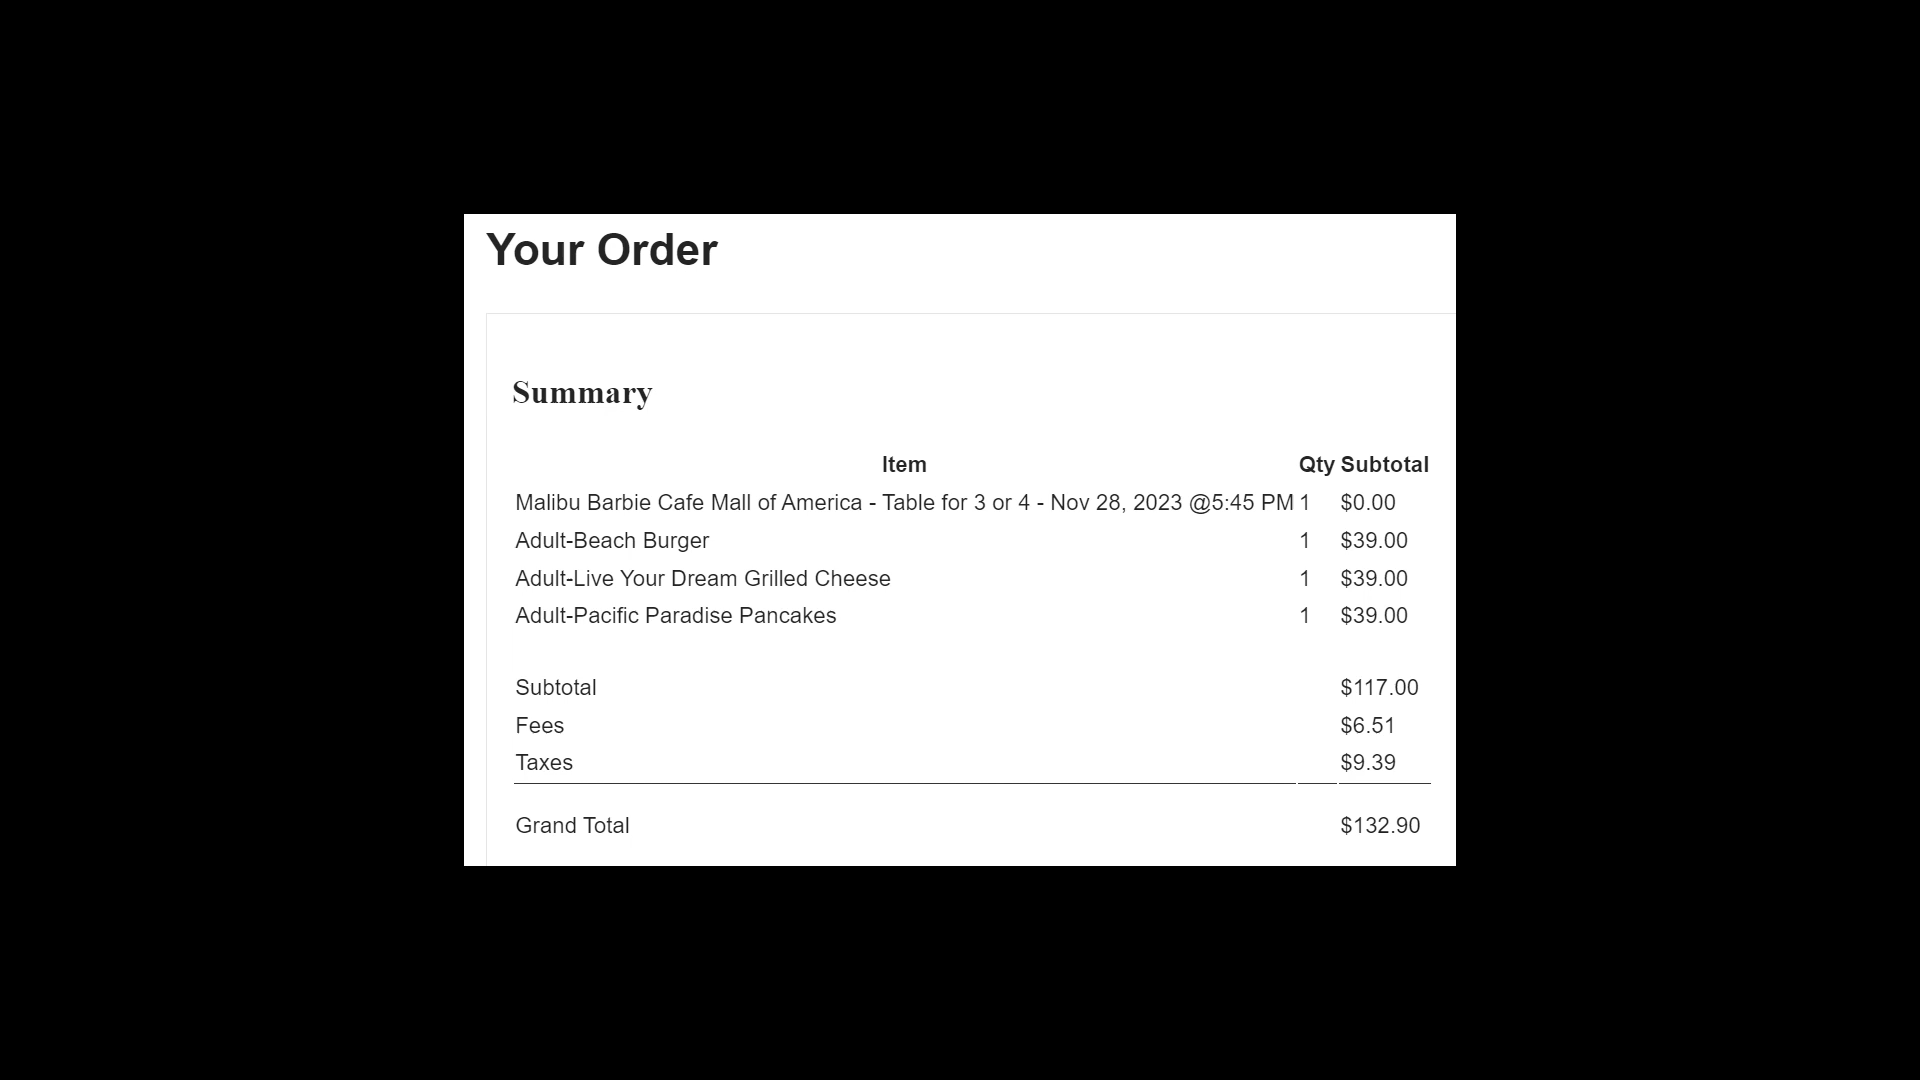 Your Order
Summary
Item Qty Subtotal
Malibu Barbie Cafe Mall of America - Table for 3 or 4 - Nov 28, 2023 @5:45 PM 1 $0.00
Adult-Beach Burger 1 $39.00
Adult-Live Your Dream Grilled Cheese 1 $39.00
Adult-Pacific Paradise Pancakes 1 $39.00
Subtotal $117.00
Fees $6.51
Taxes $9.39
Grand Total $132.90